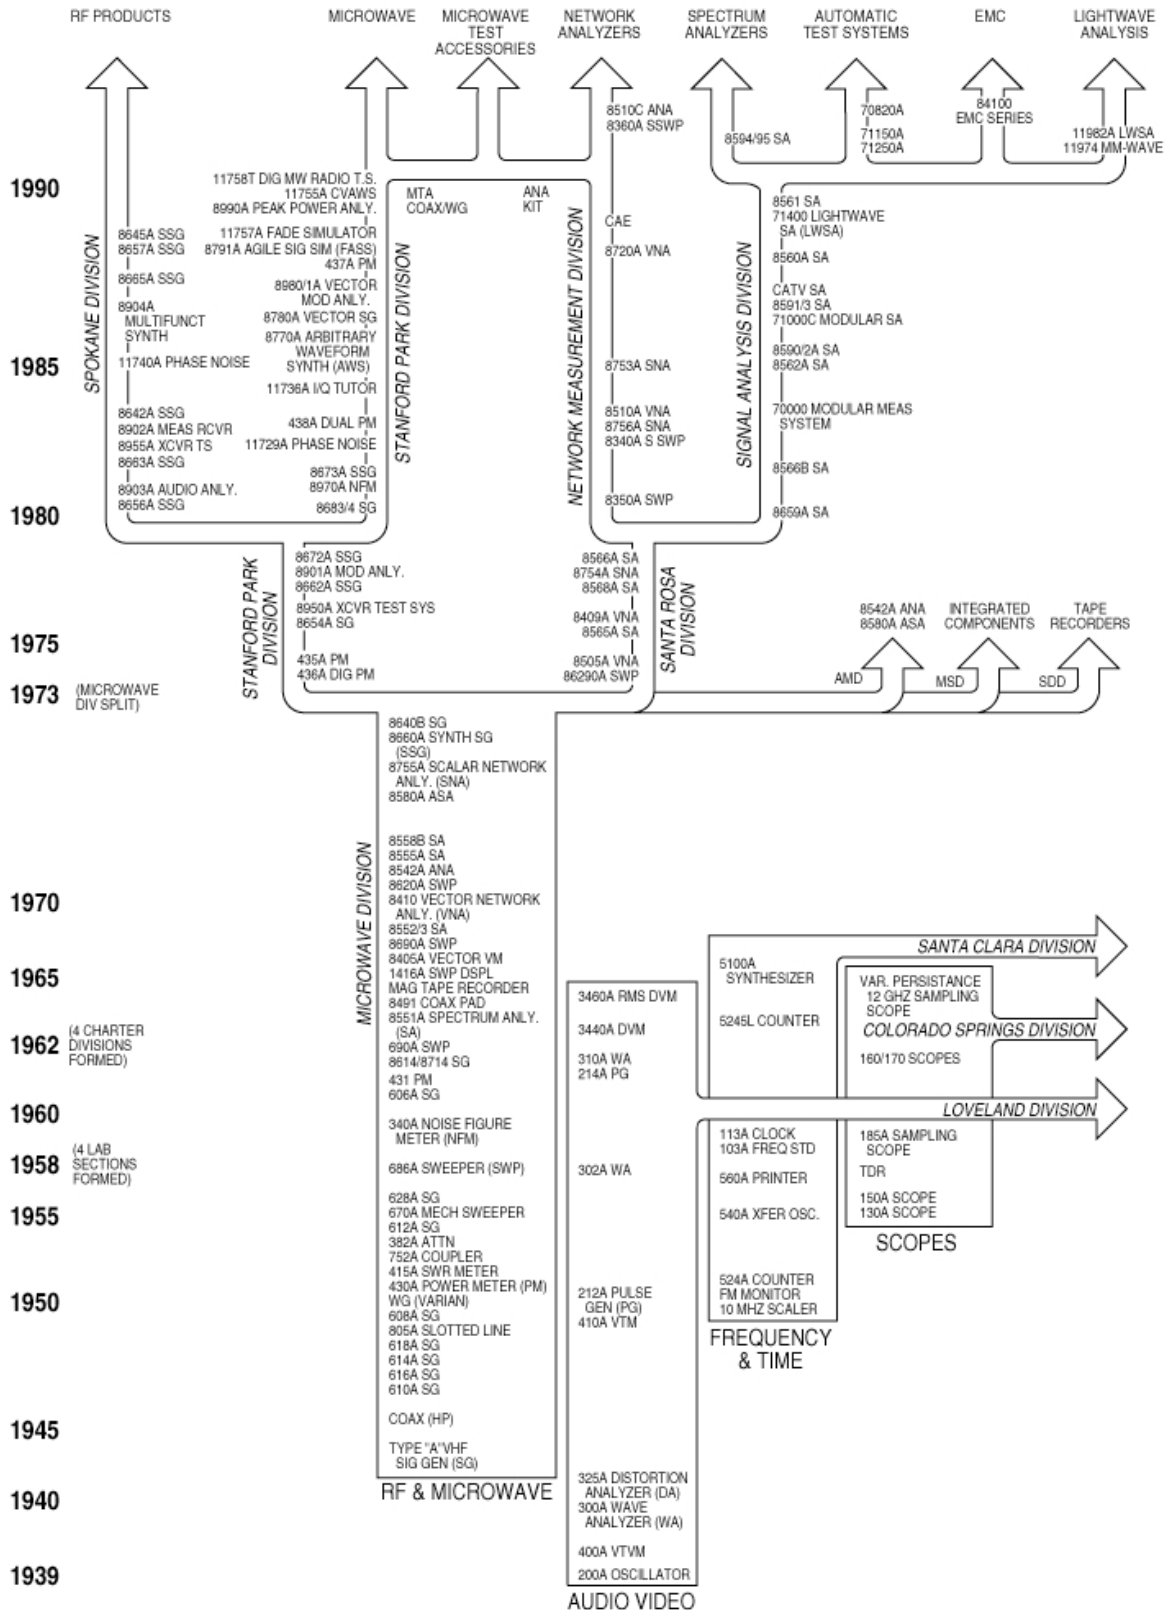 RF PRODUCTS
MICROWAVE
MICROWAVE
TEST
ACCESSORIES
NETWORK
ANALYZERS
SPECTRUM
ANALYZERS
AUTOMATIC
TEST SYSTEMS
EMC
LIGHTWAVE
ANALYSIS
8510C ANA
8360A SSWP
8594/95 SA
70820A
71150A
71250A
84100
EMC SERIES
11982A LWSA
11974 MM-WAVE
1990
SPOKANE DIVISION
8645A SSG
8657A SSG
8665A SSG
8904A
MULTIFUNCT
SYNTH
11740A PHASE NOISE
8642A SSG
8902A MEAS RCVR
8955A XCVR TS
8663A SSG
8903A AUDIO ANLY.
8656A SSG
11758T DIG MW RADIO T.S.
11755A CVAWS
8990A PEAK POWER ANLY.
11757A FADE SIMULATOR
8791A AGILE SIG SIM (FASS)
437A PM
8980/1A VECTOR
MOD ANLY.
8780A VECTOR SG
8770A ARBITRARY
WAVEFORM
SYNTH (AWS)
11736A I/Q TUTOR
438A DUAL PM
11729A PHASE NOISE
8673A SSG
8970A NFM
8683/4 SG
STANFORD PARK DIVISION
MTA
COAX/WG
ANA
KIT
NETWORK MEASUREMENT DIVISION
CAE
8720A VNA
8753A SNA
8510A VNA
8756A SNA
8340A S SWP
8350A SWP
SIGNAL ANALYSIS DIVISION
8561 SA
71400 LIGHTWAVE
SA (LWSA)
8560A SA
CATV SA
8591/3 SA
71000C MODULAR SA
8590/2A SA
8562A SA
70000 MODULAR MEAS
SYSTEM
8566B SA
8659A SA
1985
1980
STANFORD PARK
DIVISION
8672A SSG
8901A MOD ANLY.
8662A SSG
8950A XCVR TEST SYS
8654A SG
435A PM
436A DIG PM
8566A SA
8754A SNA
8568A SA
8409A VNA
8565A SA
8505A VNA
86290A SWP
SANTA ROSA
DIVISION
8542A ANA
8580A ASA
INTEGRATED
COMPONENTS
TAPE
RECORDERS
AMD
MSD
SDD
1975
1973
(MICROWAVE
DIV SPLIT)
MICROWAVE DIVISION
8640B SG
8660A SYNTH SG
(SSG)
8755A SCALAR NETWORK
ANLY. (SNA)
8580A ASA
8558B SA
8555A SA
8542A ANA
8620A SWP
8410 VECTOR NETWORK
ANLY. (VNA)
8552/3 SA
8690A SWP
8405A VECTOR VM
1416A SWP DSPL
MAG TAPE RECORDER
8491 COAX PAD
8551A SPECTRUM ANLY.
(SA)
690A SWP
8614/8714 SG
431 PM
606A SG
340A NOISE FIGURE
METER (NFM)
686A SWEEPER (SWP)
628A SG
670A MECH SWEEPER
612A SG
382A ATTN
752A COUPLER
415A SWR METER
430A POWER METER (PM)
WG (VARIAN)
608A SG
805A SLOTTED LINE
618A SG
614A SG
616A SG
610A SG
COAX (HP)
TYPE "A"VHF
SIG GEN (SG)
RF & MICROWAVE
1970
1965
1962
(4 CHARTER
DIVISIONS
FORMED)
1960
1958
(4 LAB
SECTIONS
FORMED)
1955
1950
1945
1940
1939
3460A RMS DVM
3440A DVM
310A WA
214A PG
302A WA
212A PULSE
GEN (PG)
410A VTM
325A DISTORTION
ANALYZER (DA)
300A WAVE
ANALYZER (WA)
400A VTVM
200A OSCILLATOR
AUDIO VIDEO
5100A
SYNTHESIZER
5245L COUNTER
113A CLOCK
103A FREQ STD
560A PRINTER
540A XFER OSC.
524A COUNTER
FM MONITOR
10 MHZ SCALER
FREQUENCY
& TIME
SANTA CLARA DIVISION
VAR. PERSISTANCE
12 GHZ SAMPLING
SCOPE
COLORADO SPRINGS DIVISION
160/170 SCOPES
LOVELAND DIVISION
185A SAMPLING
SCOPE
TDR
150A SCOPE
130A SCOPE
SCOPES